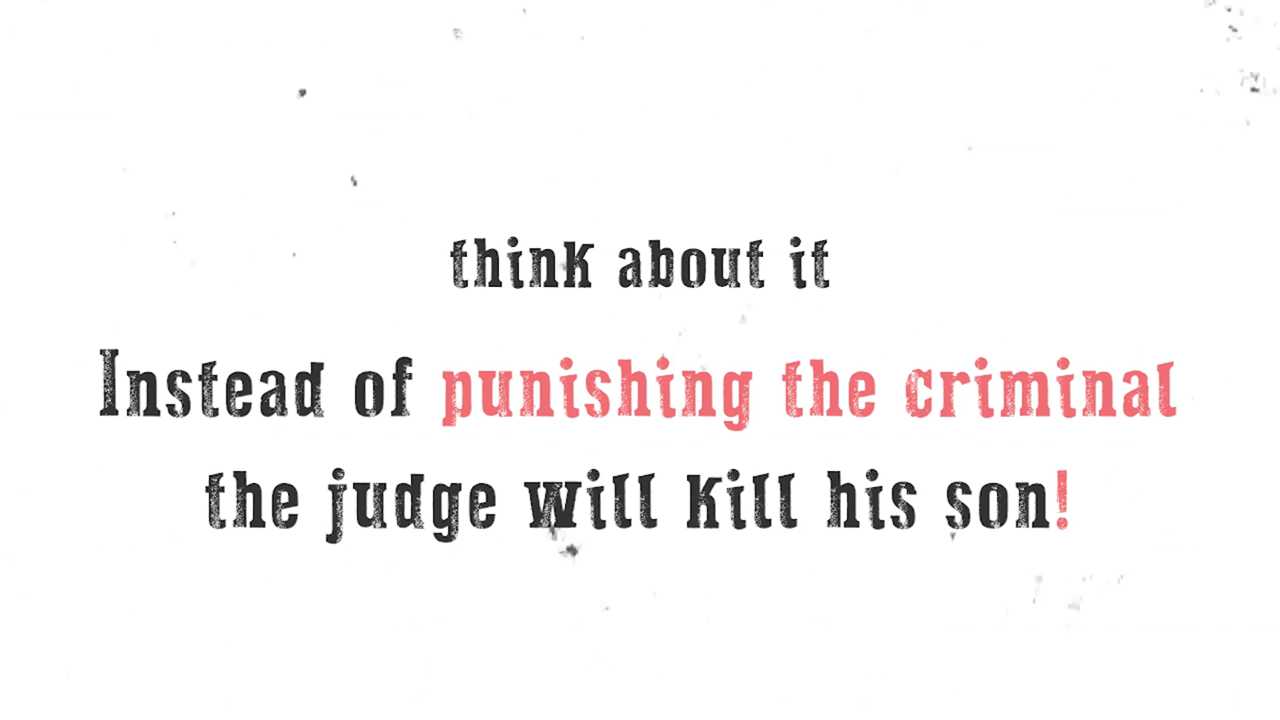 think about it
Instead of punishing the criminal
the judge will kill his son!